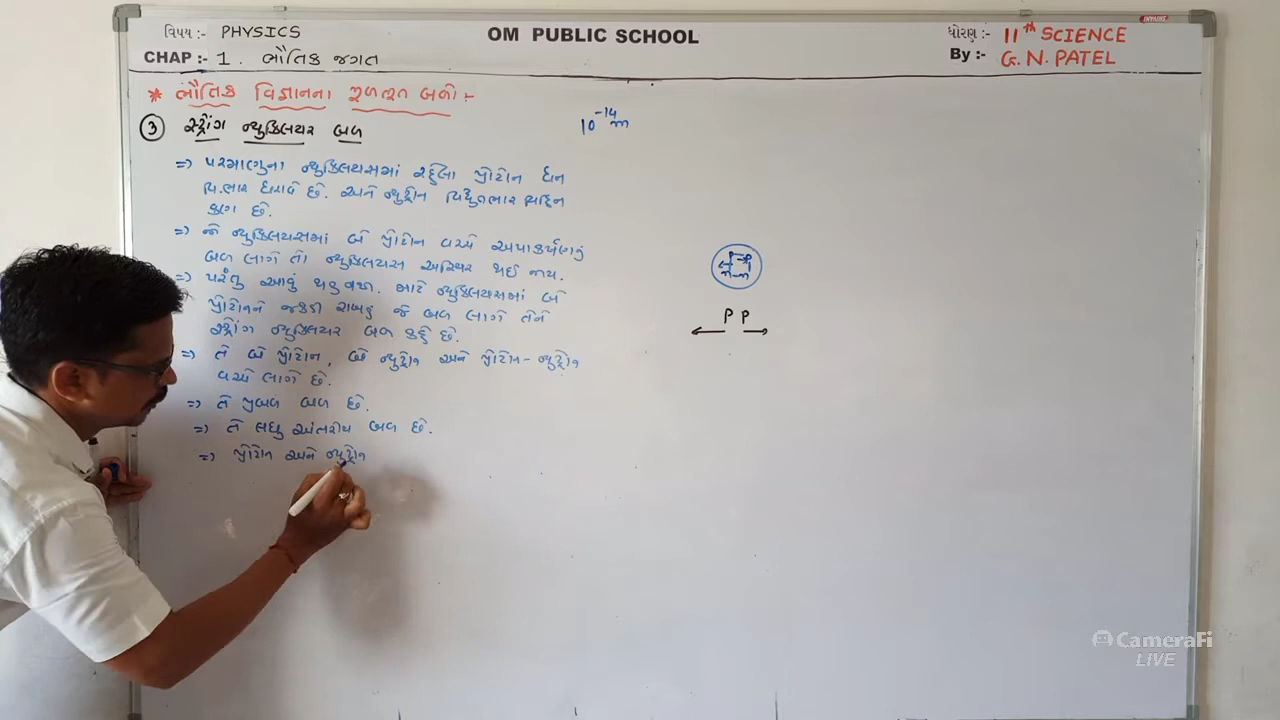 વિષય :- PHYSICS
OM PUBLIC SCHOOL
ધોરણ :- 11th SCIENCE
CHAP :- 1. ભૌતિક જગત
By :- G. N. PATEL
* ભૌતિક વિજ્ઞાનના મૂળભૂત બળો :-
10^-14 m
③ સ્ટ્રોંગ ન્યુક્લિયર બળ
=> પરમાણુના ન્યુક્લિયસમાં રહેલા પ્રોટોન ધન
વિ.ભાર ધરાવે છે. અને ન્યુટ્રોન વિદ્યુતભાર વિહિન
કણ છે.
=> જો ન્યુક્લિયસમાં બે પ્રોટોન વચ્ચે અપાકર્ષણનું
બળ લાગે તો ન્યુક્લિયસ અસ્થિર થઈ જાય.
=> પરંતુ આવું થતું નથી. માટે ન્યુક્લિયસમાં બે
પ્રોટોનને જકડી રાખતું જે બળ લાગે તેને
સ્ટ્રોંગ ન્યુક્લિયર બળ કહે છે.
P P
=> તે બે પ્રોટોન, બે ન્યુટ્રોન અને પ્રોટોન - ન્યુટ્રોન
વચ્ચે લાગે છે.
=> તે પ્રબળ બળ છે.
=> તે લઘુ અંતરીય બળ છે.
=> પ્રોટોન અને ન્યુટ્રોન
CameraFi
LIVE